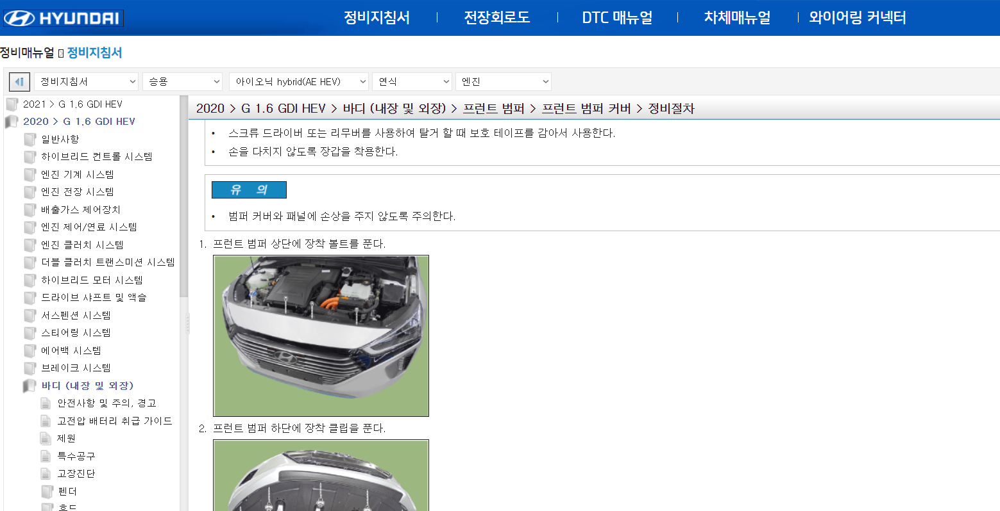 HYUNDAI
정비지침서 | 전장회로도 | DTC 매뉴얼 | 차체매뉴얼 | 와이어링 커넥터
정비매뉴얼 정비지침서
정비지침서 승용 아이오닉 hybrid(AE HEV) 연식 엔진
2021 > G 1.6 GDI HEV
2020 > G 1.6 GDI HEV
일반사항
하이브리드 컨트롤 시스템
엔진 기계 시스템
엔진 전장 시스템
배출가스 제어장치
엔진 제어/연료 시스템
엔진 클러치 시스템
더블 클러치 트랜스미션 시스템
하이브리드 모터 시스템
드라이브 샤프트 및 액슬
서스펜션 시스템
스티어링 시스템
에어백 시스템
브레이크 시스템
바디 (내장 및 외장)
안전사항 및 주의, 경고
고전압 배터리 취급 가이드
제원
특수공구
고장진단
펜더
후드
2020 > G 1.6 GDI HEV > 바디 (내장 및 외장) > 프런트 범퍼 > 프런트 범퍼 커버 > 정비절차
• 스크류 드라이버 또는 리무버를 사용하여 탈거 할 때 보호 테이프를 감아서 사용한다.
• 손을 다치지 않도록 장갑을 착용한다.
유 의
• 범퍼 커버와 패널에 손상을 주지 않도록 주의한다.
1. 프런트 범퍼 상단에 장착 볼트를 푼다.
2. 프런트 범퍼 하단에 장착 클립을 푼다.